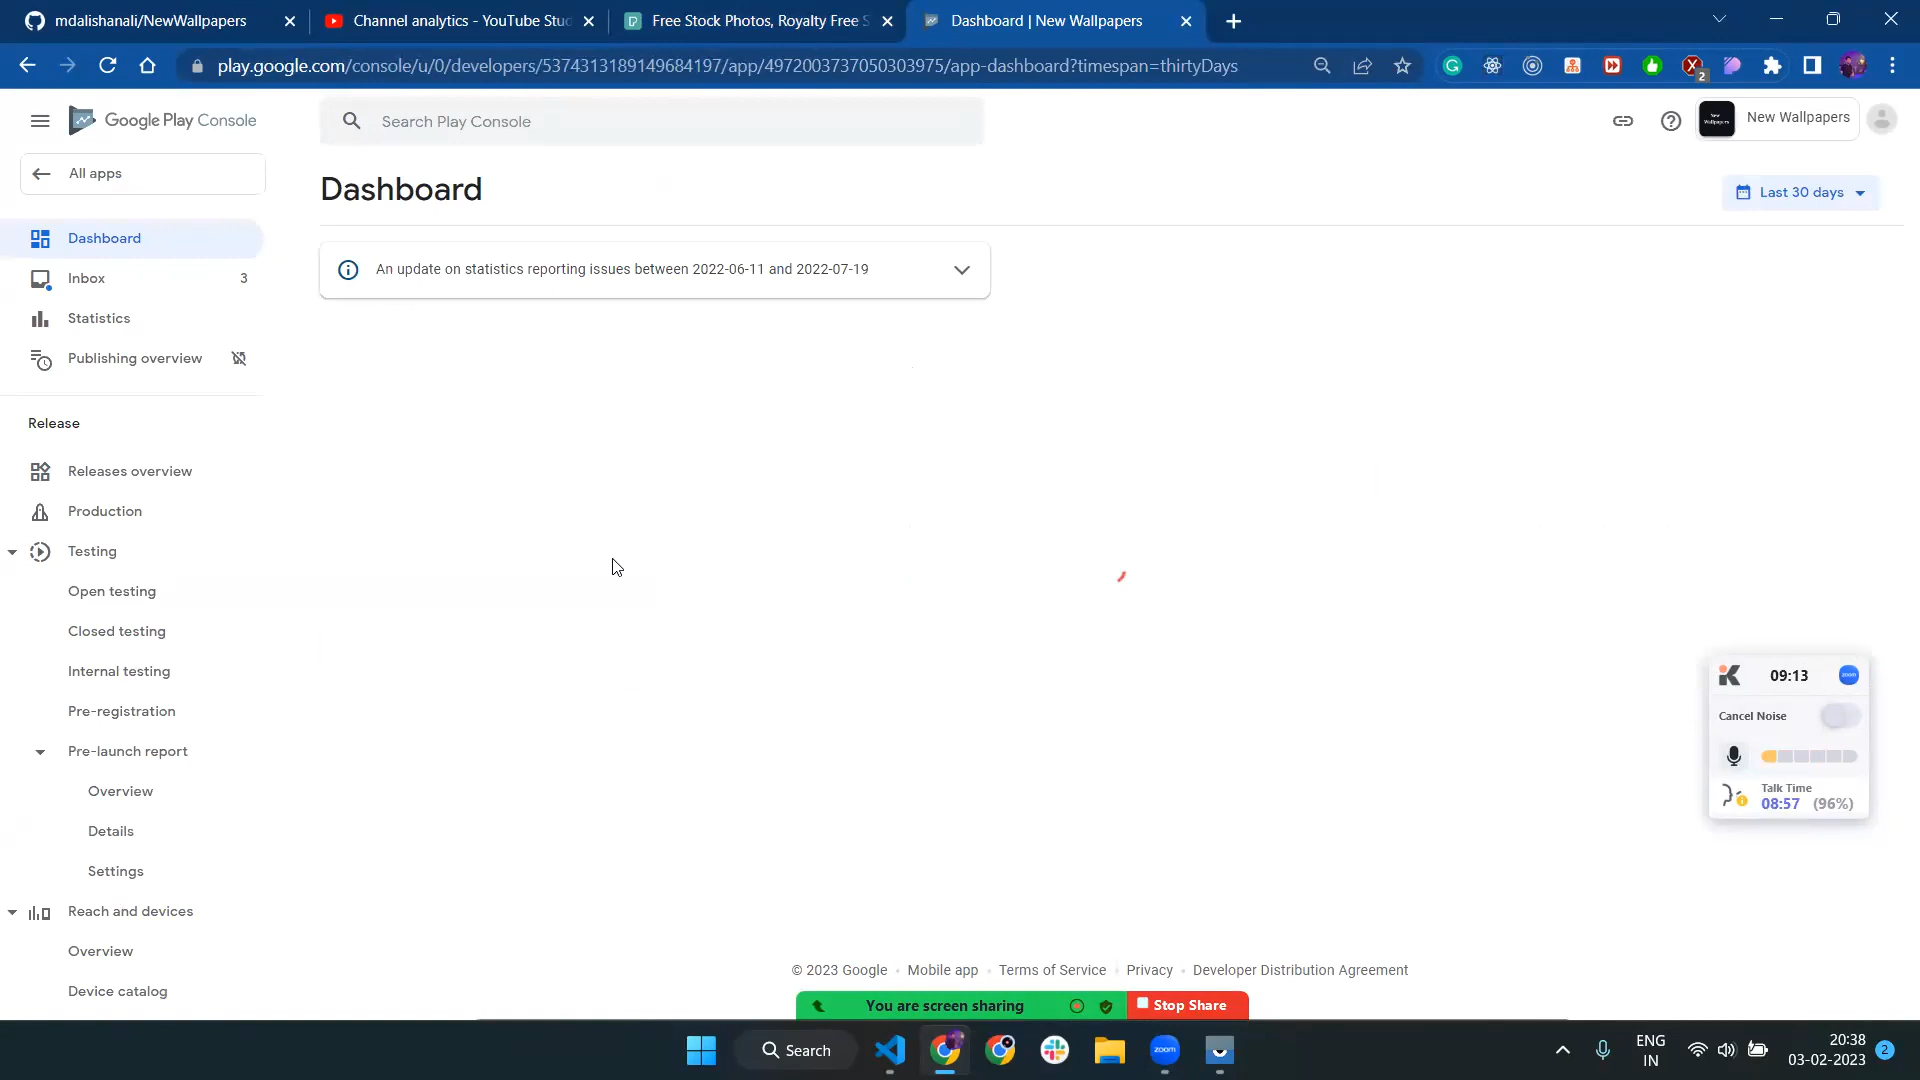 mdalishanali/NewWallpapers
Channel analytics - YouTube Stud
Free Stock Photos, Royalty Free S
Dashboard | New Wallpapers
play.google.com/console/u/0/developers/5374313189149684197/app/4972003737050303975/app-dashboard?timespan=thirtyDays
2
Google Play Console
Search Play Console
New Wallpapers
New Wallpapers
All apps
Dashboard
Last 30 days
Dashboard
An update on statistics reporting issues between 2022-06-11 and 2022-07-19
Inbox 3
Statistics
Publishing overview
Release
Releases overview
Production
Testing
Open testing
Closed testing
Internal testing
Pre-registration
Pre-launch report
Overview
Details
Settings
Reach and devices
Overview
Device catalog
09:13
zoom
Cancel Noise
Talk Time
08:57 (96%)
© 2023 Google
Mobile app
Terms of Service
Privacy
Developer Distribution Agreement
You are screen sharing
Stop Share
Search
zoom
ENG
IN
20:38
03-02-2023
2